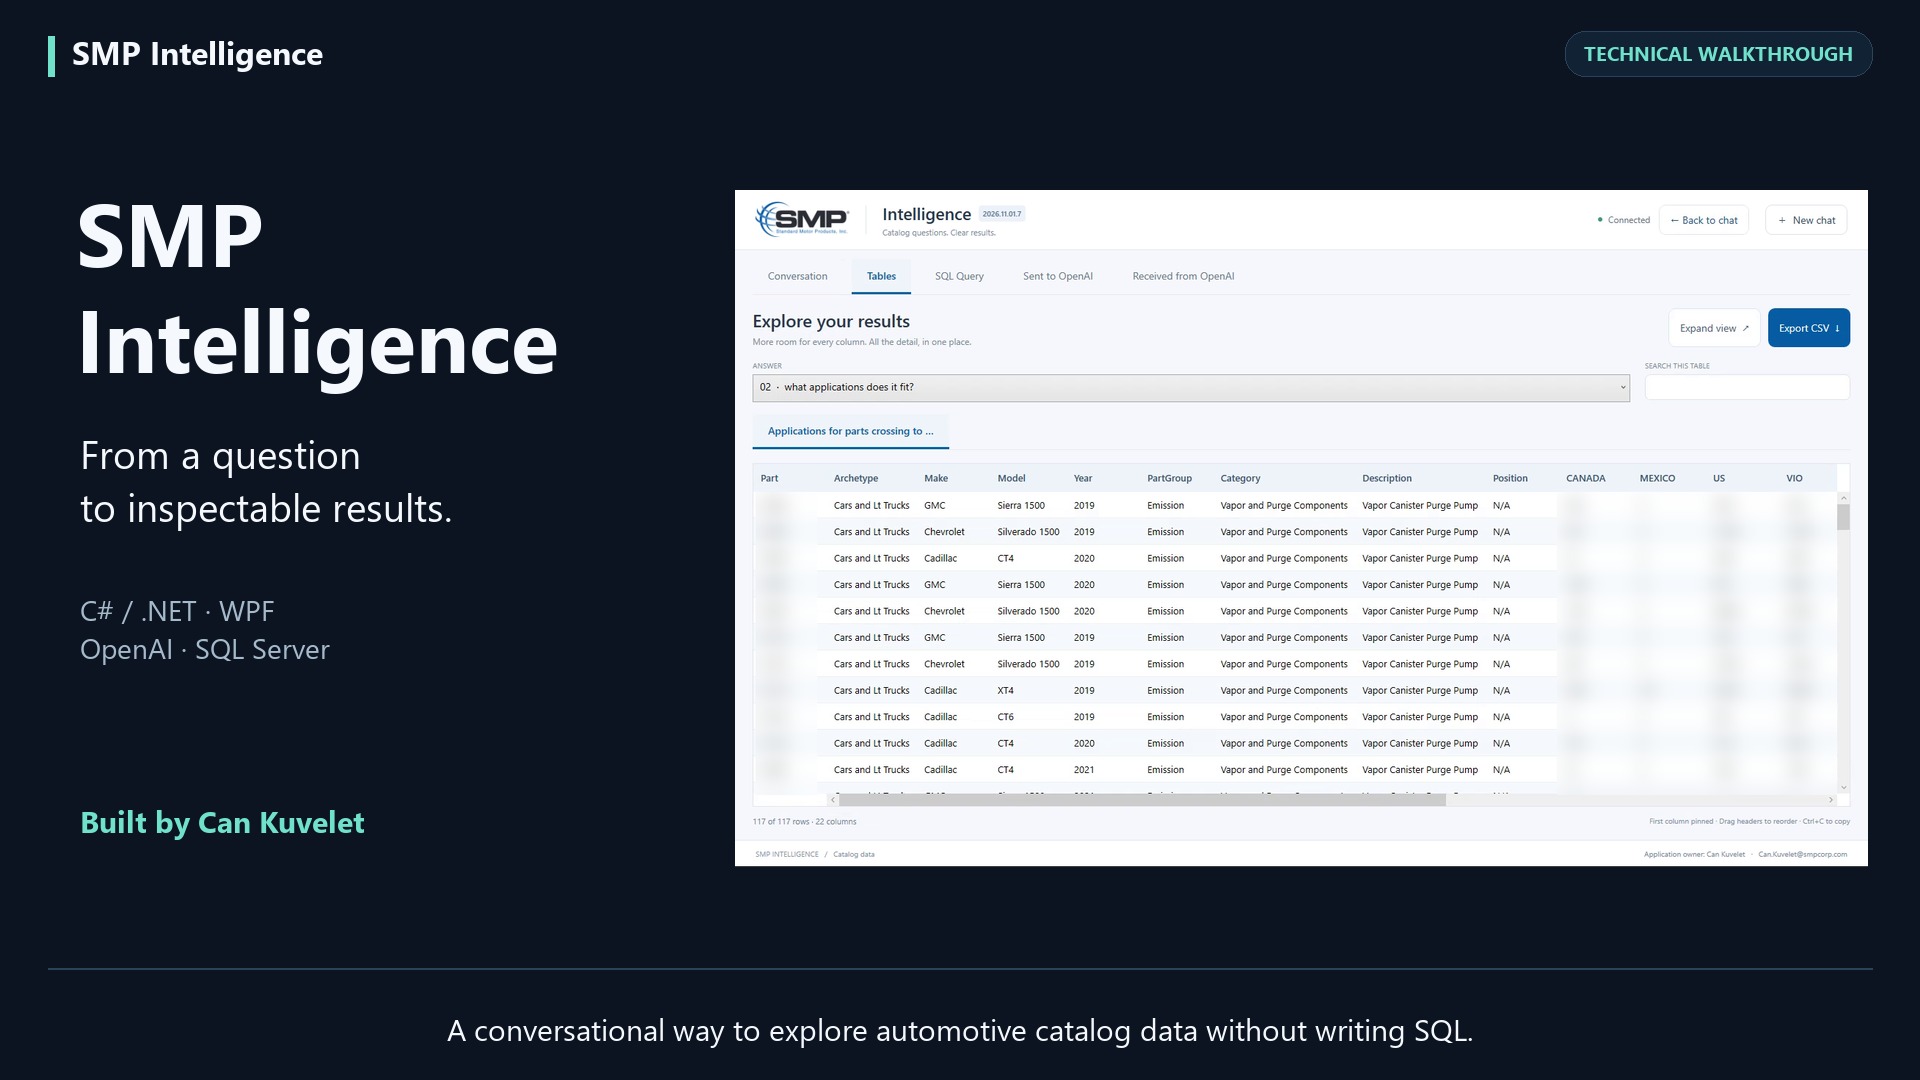 SMP Intelligence
TECHNICAL WALKTHROUGH
SMP
Intelligence
From a question
to inspectable results.
C# / .NET · WPF
OpenAI · SQL Server
Built by Can Kuvelet
SMP
Standard Motor Products, Inc.
Intelligence 2026.11.01.7
Catalog questions. Clear results.
Connected ← Back to chat + New chat
Conversation Tables SQL Query Sent to OpenAI Received from OpenAI
Explore your results
More room for every column. All the detail, in one place.
Expand view ↗ Export CSV ↓
ANSWER SEARCH THIS TABLE
02 · what applications does it fit?
Applications for parts crossing to ...
Part Archetype Make Model Year PartGroup Category Description Position CANADA MEXICO US VIO
Cars and Lt Trucks GMC Sierra 1500 2019 Emission Vapor and Purge Components Vapor Canister Purge Pump N/A
Cars and Lt Trucks Chevrolet Silverado 1500 2019 Emission Vapor and Purge Components Vapor Canister Purge Pump N/A
Cars and Lt Trucks Cadillac CT4 2020 Emission Vapor and Purge Components Vapor Canister Purge Pump N/A
Cars and Lt Trucks GMC Sierra 1500 2020 Emission Vapor and Purge Components Vapor Canister Purge Pump N/A
Cars and Lt Trucks Chevrolet Silverado 1500 2020 Emission Vapor and Purge Components Vapor Canister Purge Pump N/A
Cars and Lt Trucks GMC Sierra 1500 2019 Emission Vapor and Purge Components Vapor Canister Purge Pump N/A
Cars and Lt Trucks Chevrolet Silverado 1500 2019 Emission Vapor and Purge Components Vapor Canister Purge Pump N/A
Cars and Lt Trucks Cadillac XT4 2019 Emission Vapor and Purge Components Vapor Canister Purge Pump N/A
Cars and Lt Trucks Cadillac CT6 2019 Emission Vapor and Purge Components Vapor Canister Purge Pump N/A
Cars and Lt Trucks Cadillac CT4 2020 Emission Vapor and Purge Components Vapor Canister Purge Pump N/A
Cars and Lt Trucks Cadillac CT4 2021 Emission Vapor and Purge Components Vapor Canister Purge Pump N/A
117 of 117 rows · 22 columns
First column pinned · Drag headers to reorder · Ctrl+C to copy
SMP INTELLIGENCE / Catalog data
Application owner: Can Kuvelet · Can.Kuvelet@smpcorp.com
A conversational way to explore automotive catalog data without writing SQL.